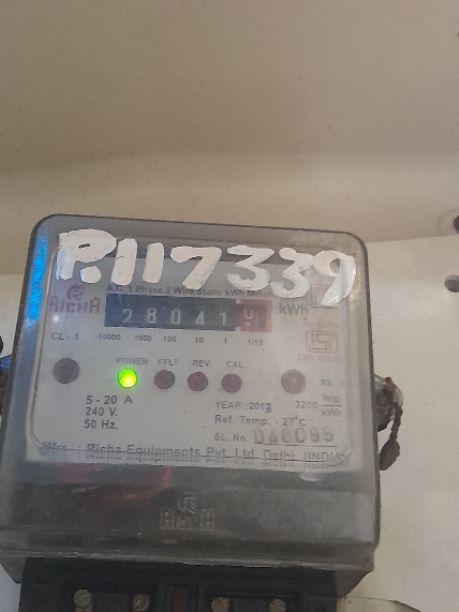 P.117339
A.C. 1 Phase 2 Wire Static kWh Meter
RICHA
28041
kWh
CL - 1 10000 1000 100 10 1 1/10
POWER EFLT REV CAL
5 - 20 A
240 V.
50 Hz.
YEAR : 2013 3200 Imp/kWh
Ref. Temp. - 27°C
SL. No. 048095
Mfrs. : Richa Equipments Pvt. Ltd. Delhi (INDIA)
RICHA